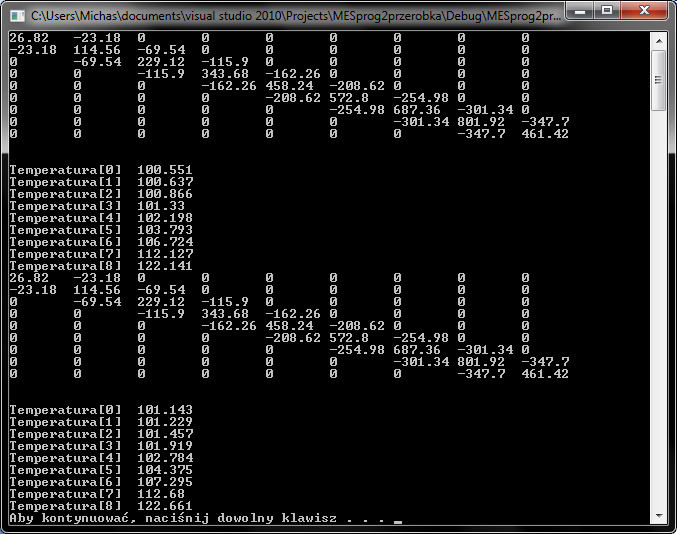 C:\Users\Michas\documents\visual studio 2010\Projects\MESprog2przerobka\Debug\MESprog2pr...
26.82 -23.18 0 0 0 0 0 0 0
-23.18 114.56 -69.54 0 0 0 0 0 0
0 -69.54 229.12 -115.9 0 0 0 0 0
0 0 -115.9 343.68 -162.26 0 0 0 0
0 0 0 -162.26 458.24 -208.62 0 0 0
0 0 0 0 -208.62 572.8 -254.98 0 0
0 0 0 0 0 -254.98 687.36 -301.34 0
0 0 0 0 0 0 -301.34 801.92 -347.7
0 0 0 0 0 0 0 -347.7 461.42
Temperatura[0] 100.551
Temperatura[1] 100.637
Temperatura[2] 100.866
Temperatura[3] 101.33
Temperatura[4] 102.198
Temperatura[5] 103.793
Temperatura[6] 106.724
Temperatura[7] 112.127
Temperatura[8] 122.141
26.82 -23.18 0 0 0 0 0 0 0
-23.18 114.56 -69.54 0 0 0 0 0 0
0 -69.54 229.12 -115.9 0 0 0 0 0
0 0 -115.9 343.68 -162.26 0 0 0 0
0 0 0 -162.26 458.24 -208.62 0 0 0
0 0 0 0 -208.62 572.8 -254.98 0 0
0 0 0 0 0 -254.98 687.36 -301.34 0
0 0 0 0 0 0 -301.34 801.92 -347.7
0 0 0 0 0 0 0 -347.7 461.42
Temperatura[0] 101.143
Temperatura[1] 101.229
Temperatura[2] 101.457
Temperatura[3] 101.919
Temperatura[4] 102.784
Temperatura[5] 104.375
Temperatura[6] 107.295
Temperatura[7] 112.68
Temperatura[8] 122.661
Aby kontynuować, naciśnij dowolny klawisz . . .